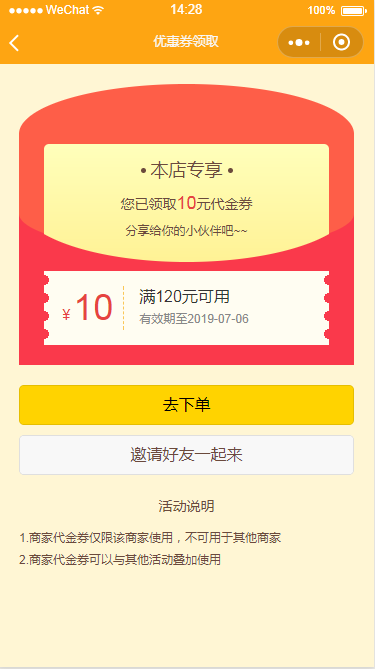 WeChat 14:28 100%
优惠券领取
• 本店专享 •
您已领取10元代金券
分享给你的小伙伴吧~~
¥ 10
满120元可用
有效期至2019-07-06
去下单
邀请好友一起来
活动说明
1.商家代金券仅限该商家使用，不可用于其他商家
2.商家代金券可以与其他活动叠加使用